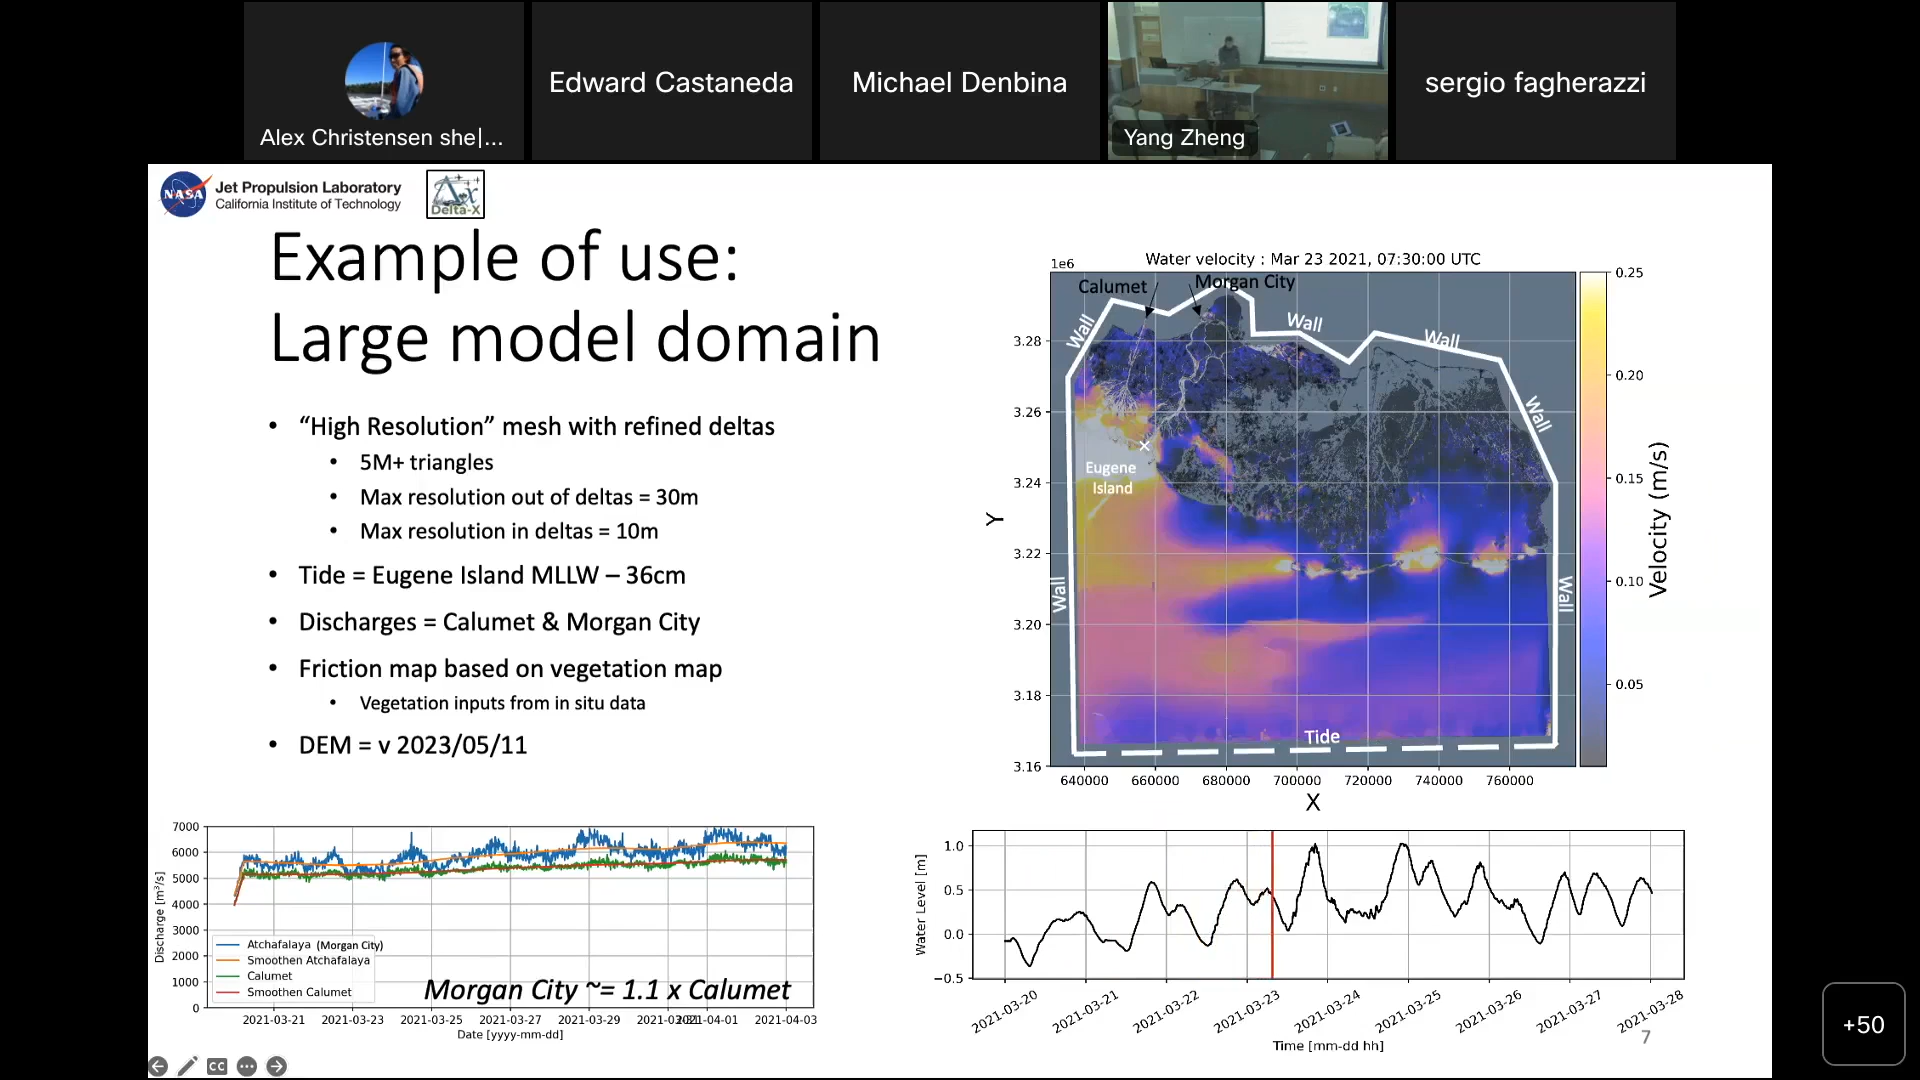 Alex Christensen she|...
Edward Castaneda
Michael Denbina
Yang Zheng
sergio fagherazzi
NASA
Jet Propulsion Laboratory
California Institute of Technology
Δx
Delta-X
Example of use:
Large model domain
• “High Resolution” mesh with refined deltas
• 5M+ triangles
• Max resolution out of deltas = 30m
• Max resolution in deltas = 10m
• Tide = Eugene Island MLLW – 36cm
• Discharges = Calumet & Morgan City
• Friction map based on vegetation map
• Vegetation inputs from in situ data
• DEM = v 2023/05/11
Water velocity : Mar 23 2021, 07:30:00 UTC
1e6
Calumet
Morgan City
Wall
Wall
Wall
Wall
Wall
Wall
Eugene
Island
Tide
3.28
3.26
3.24
3.22
3.20
3.18
3.16
Y
640000 660000 680000 700000 720000 740000 760000
X
0.25
0.20
0.15
0.10
0.05
Velocity (m/s)
7000
6000
5000
4000
3000
2000
1000
0
Discharge [m³/s]
Atchafalaya (Morgan City)
Smoothen Atchafalaya
Calumet
Smoothen Calumet
Morgan City ~= 1.1 x Calumet
2021-03-21 2021-03-23 2021-03-25 2021-03-27 2021-03-29 2021-03-31 2021-04-01 2021-04-03
Date [yyyy-mm-dd]
1.0
0.5
0.0
−0.5
Water Level [m]
2021-03-20 2021-03-21 2021-03-22 2021-03-23 2021-03-24 2021-03-25 2021-03-26 2021-03-27 2021-03-28
Time [mm-dd hh]
7
CC
+50